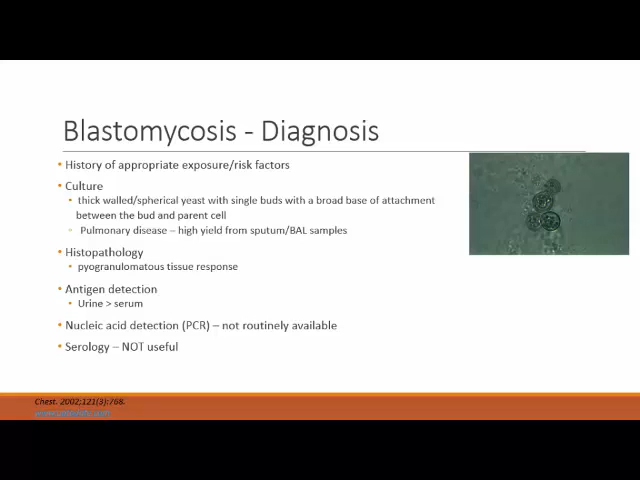 Blastomycosis - Diagnosis
• History of appropriate exposure/risk factors
• Culture
• thick walled/spherical yeast with single buds with a broad base of attachment
between the bud and parent cell
• Pulmonary disease – high yield from sputum/BAL samples
• Histopathology
• pyogranulomatous tissue response
• Antigen detection
• Urine > serum
• Nucleic acid detection (PCR) – not routinely available
• Serology – NOT useful
Chest. 2002;121(3):768.